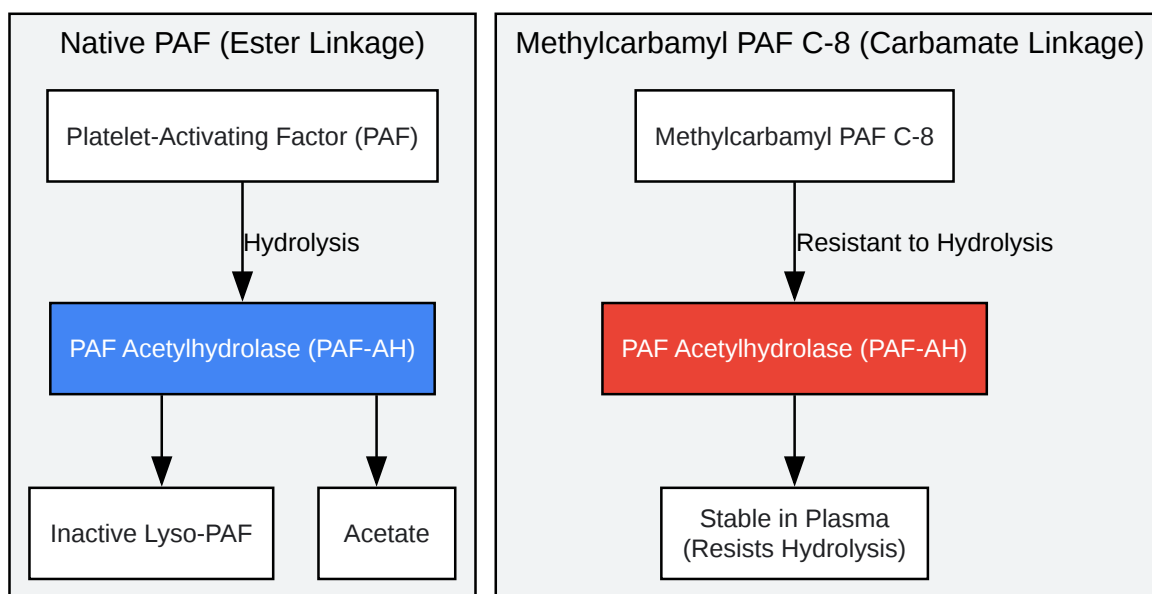 Native PAF (Ester Linkage)
Platelet-Activating Factor (PAF)
Hydrolysis
PAF Acetylhydrolase (PAF-AH)
Inactive Lyso-PAF
Acetate
Methylcarbamyl PAF C-8 (Carbamate Linkage)
Methylcarbamyl PAF C-8
Resistant to Hydrolysis
PAF Acetylhydrolase (PAF-AH)
Stable in Plasma
(Resists Hydrolysis)